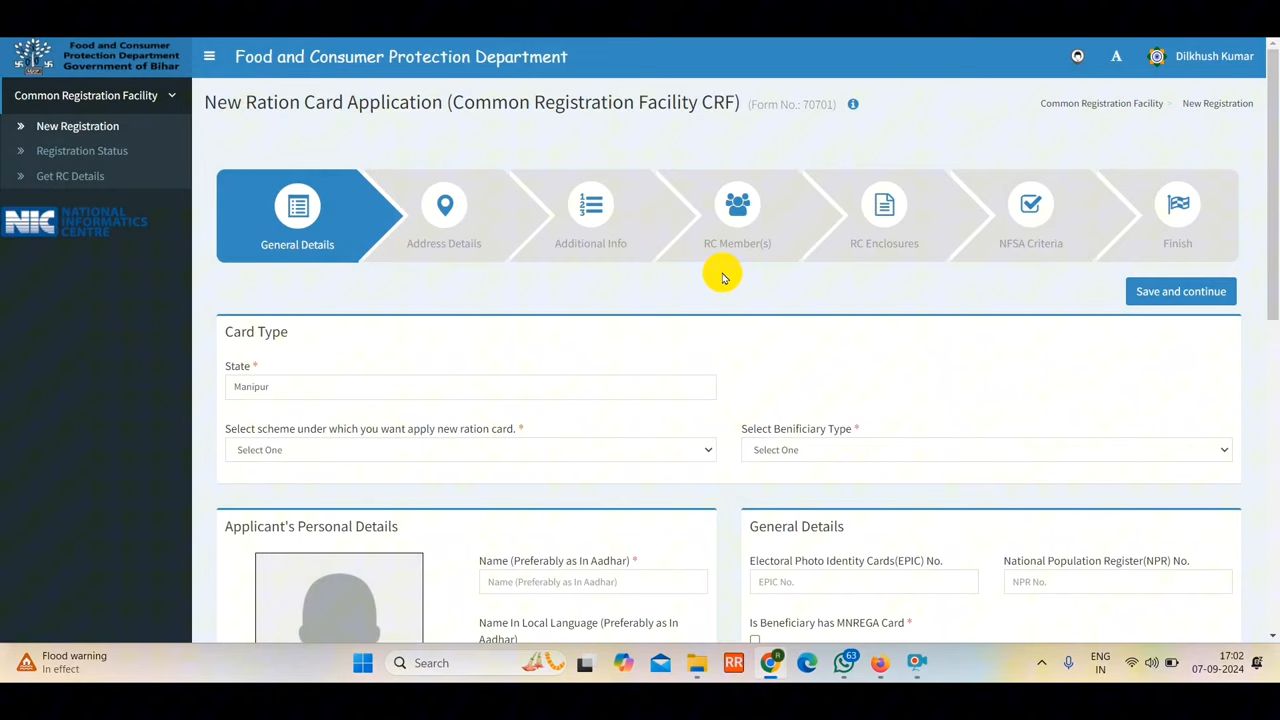 Food and Consumer
Protection Department
Government of Bihar
Food and Consumer Protection Department
A
Dilkhush Kumar
Common Registration Facility
New Registration
Registration Status
Get RC Details
NIC NATIONAL
INFORMATICS
CENTRE
New Ration Card Application (Common Registration Facility CRF) (Form No.: 70701)
Common Registration Facility > New Registration
General Details
Address Details
1
2
3
Additional Info
RC Member(s)
RC Enclosures
NFSA Criteria
Finish
Save and continue
Card Type
State *
Manipur
Select scheme under which you want apply new ration card. *
Select One
Select Benificiary Type *
Select One
Applicant's Personal Details
Name (Preferably as In Aadhar) *
Name (Preferably as In Aadhar)
Name In Local Language (Preferably as In
Aadhar)
General Details
Electoral Photo Identity Cards(EPIC) No.
EPIC No.
National Population Register(NPR) No.
NPR No.
Is Beneficiary has MNREGA Card *
Flood warning
In effect
Search
RR
R
63
ENG
IN
17:02
07-09-2024